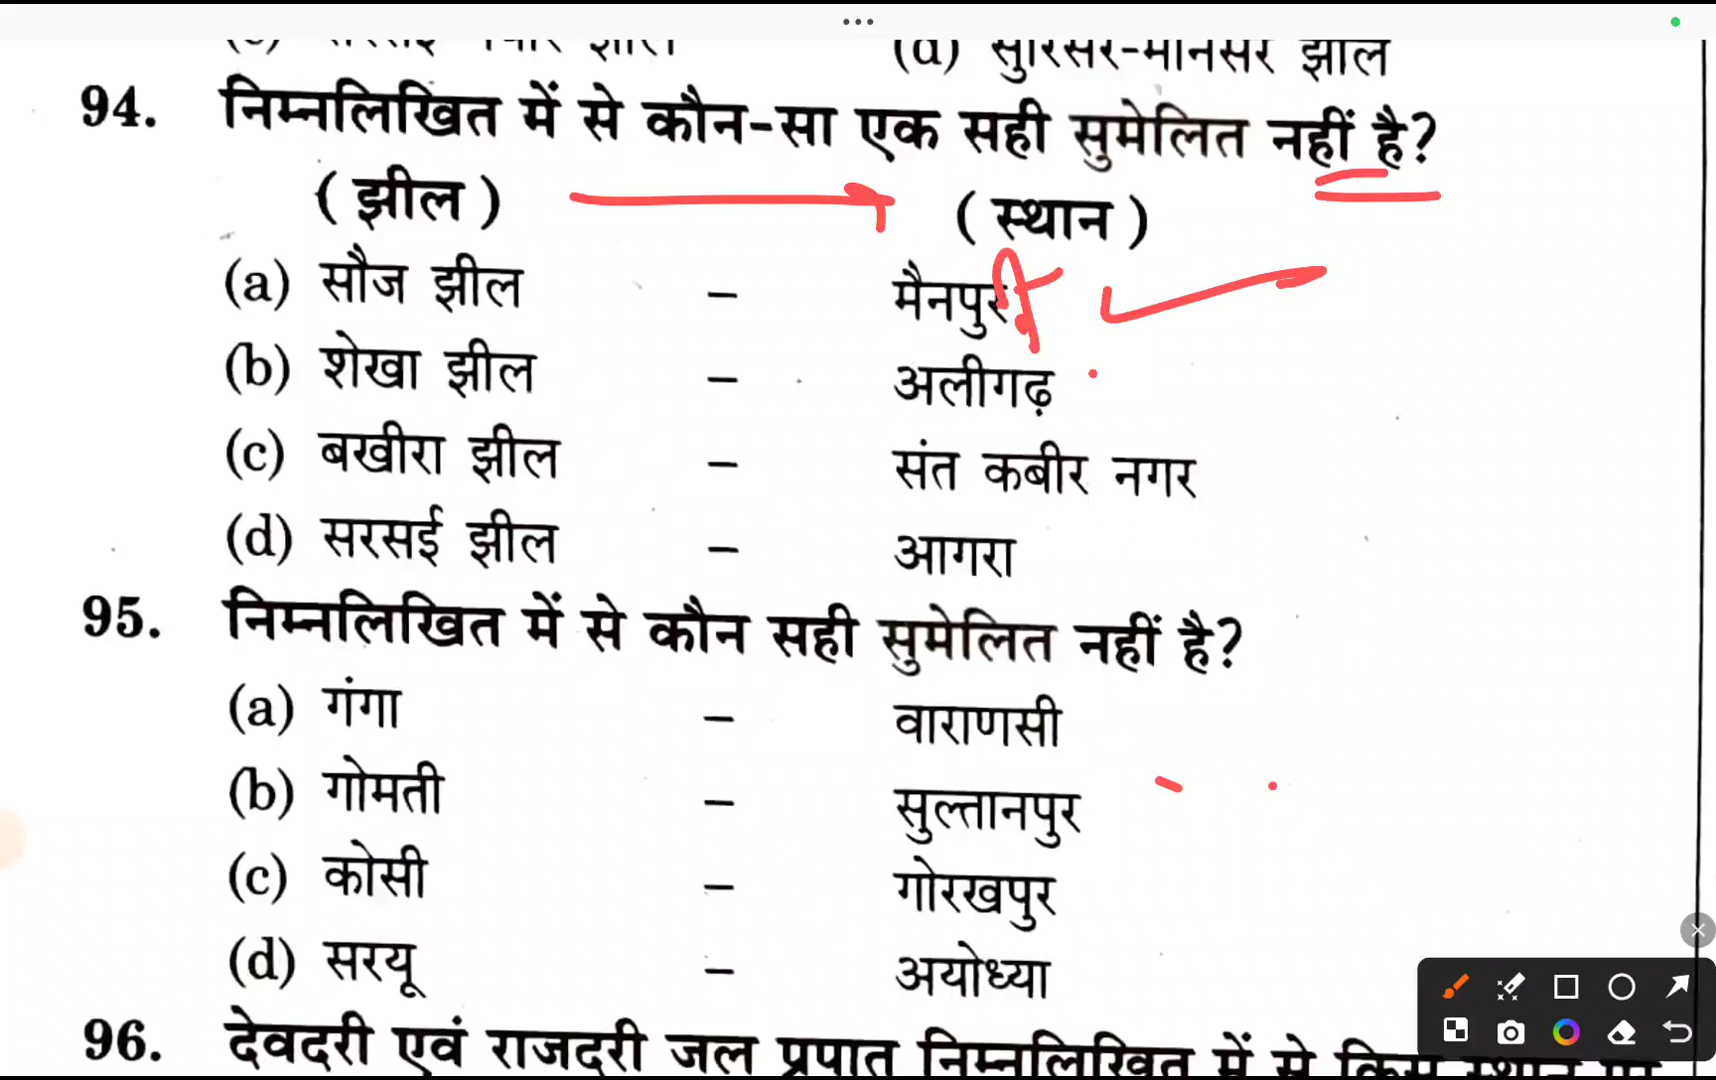 (d) सुरसर-मानसर झील
94. निम्नलिखित में से कौन-सा एक सही सुमेलित नहीं है?
( झील ) ( स्थान )
(a) सौज झील – मैनपुर
(b) शेखा झील – अलीगढ़
(c) बखीरा झील – संत कबीर नगर
(d) सरसई झील – आगरा
95. निम्नलिखित में से कौन सही सुमेलित नहीं है?
(a) गंगा – वाराणसी
(b) गोमती – सुल्तानपुर
(c) कोसी – गोरखपुर
(d) सरयू – अयोध्या
96. देवदरी एवं राजदरी जल प्रपात निम्नलिखित में से किस